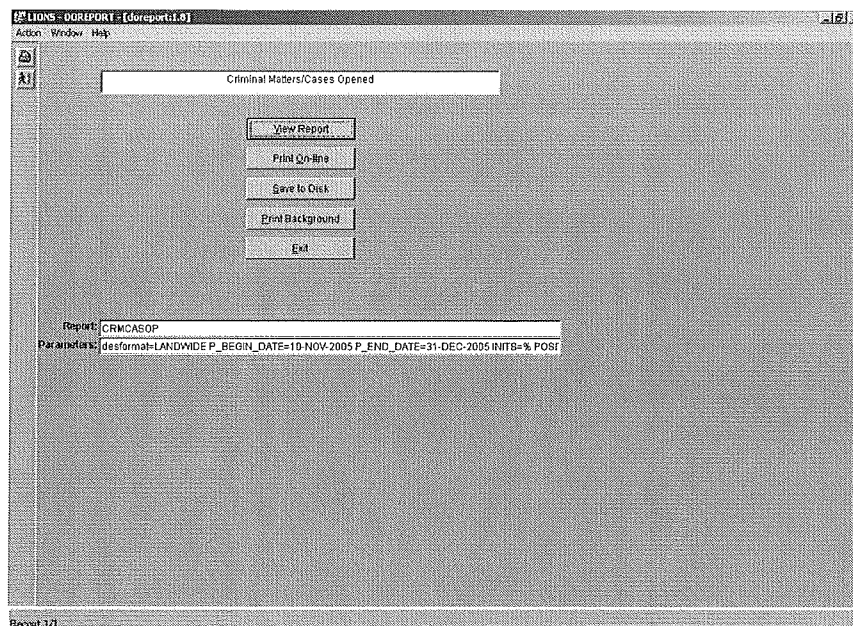 LIONS - DOREPORT - [doreport:1.8]
Action Window Help
Criminal Matters/Cases Opened
View Report
Print On-line
Save to Disk
Print Background
Exit
Report: CRMCASOP
Parameters: desformat=LANDWIDE P_BEGIN_DATE=10-NOV-2005 P_END_DATE=31-DEC-2005 INITS=%
Record: 1/1